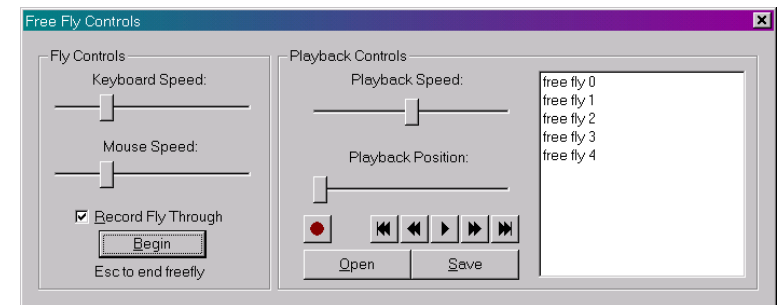 Free Fly Controls
Fly Controls
Keyboard Speed:
Mouse Speed:
Record Fly Through
Begin
Esc to end freefly
Playback Controls
Playback Speed:
Playback Position:
Open
Save
free fly 0
free fly 1
free fly 2
free fly 3
free fly 4